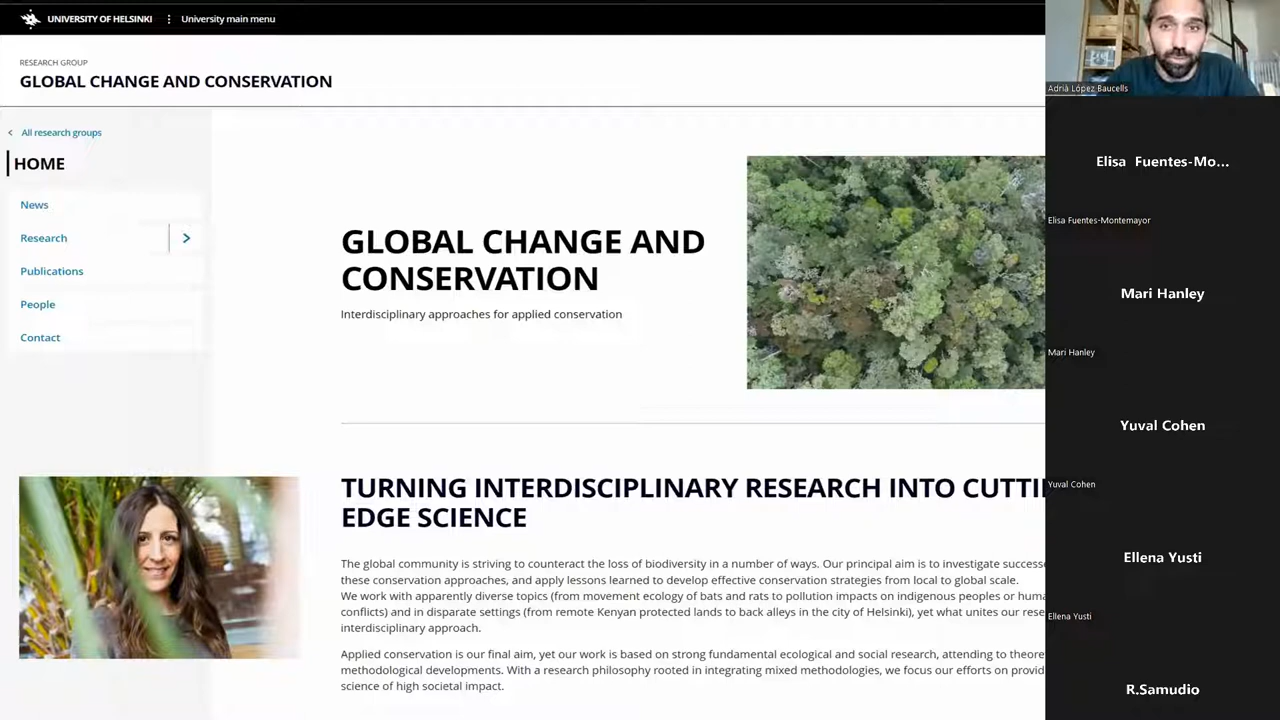 UNIVERSITY OF HELSINKI
University main menu
RESEARCH GROUP
GLOBAL CHANGE AND CONSERVATION
All research groups
HOME
News
Research
Publications
People
Contact
GLOBAL CHANGE AND
CONSERVATION
Interdisciplinary approaches for applied conservation
TURNING INTERDISCIPLINARY RESEARCH INTO
EDGE SCIENCE
The global community is striving to counteract the loss of biodiversity in a number of ways. Our principal aim is to investigate
these conservation approaches, and apply lessons learned to develop effective conservation strategies from local to global scale.
We work with apparently diverse topics (from movement ecology of bats and rats to pollution impacts on indigenous peoples or
conflicts) and in disparate settings (from remote Kenyan protected lands to back alleys in the city of Helsinki), yet what unites our
interdisciplinary approach.
Applied conservation is our final aim, yet our work is based on strong fundamental ecological and social research, attending to
methodological developments. With a research philosophy rooted in integrating mixed methodologies, we focus our efforts on
science of high societal impact.
Adrià López Baucells
Elisa Fuentes-Mo...
Elisa Fuentes-Montemayor
Mari Hanley
Mari Hanley
Yuval Cohen
Yuval Cohen
Ellena Yusti
Ellena Yusti
R.Samudio